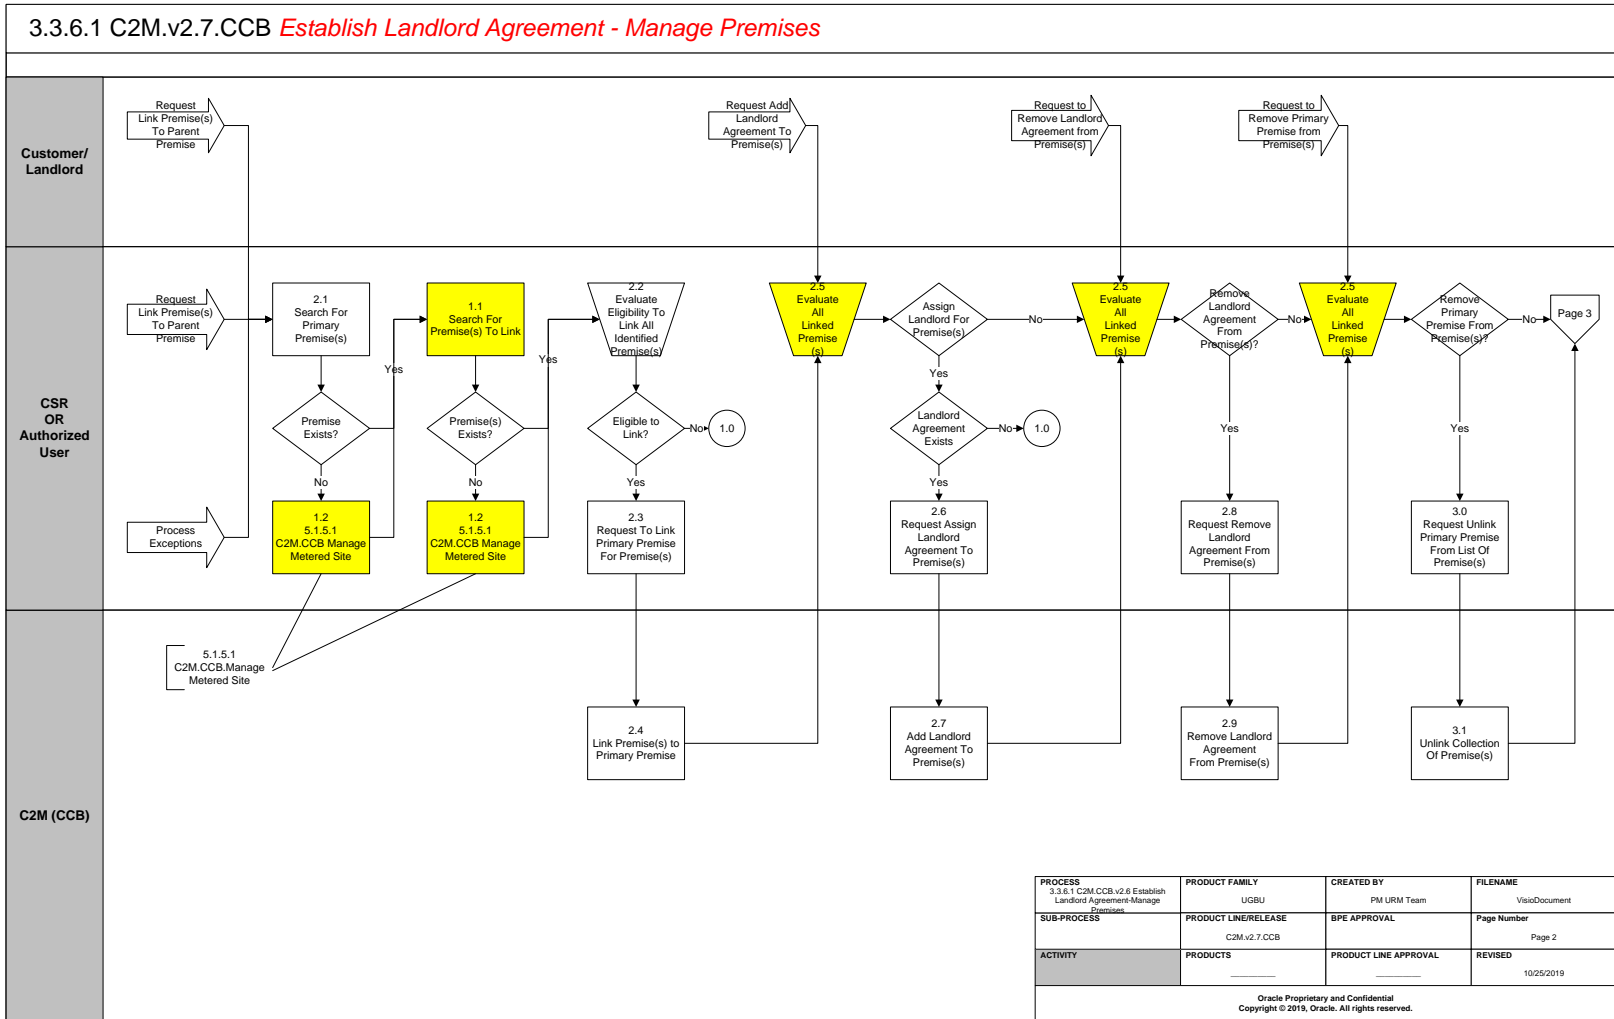 3.3.6.1 C2M.v2.7.CCB Establish Landlord Agreement - Manage Premises
Customer/
Landlord
Request
Link Premise(s)
To Parent
Premise
Request Add
Landlord
Agreement To
Premise(s)
Request to
Remove Landlord
Agreement from
Premise(s)
Request to
Remove Primary
Premise from
Premise(s)
CSR
OR
Authorized
User
Request
Link Premise(s)
To Parent
Premise
2.1
Search For
Primary
Premise(s)
1.1
Search For
Premise(s) To Link
2.2
Evaluate
Eligibility To
Link All
Identified
Premise(s)
2.5
Evaluate
All
Linked
Premise
(s)
Assign
Landlord For
Premise(s)
No
2.5
Evaluate
All
Linked
Premise
(s)
Remove
Landlord
Agreement
From
Premise(s)?
No
2.5
Evaluate
All
Linked
Premise
(s)
Remove
Primary
Premise From
Premise(s)?
No
Page 3
Yes
Yes
Yes
Premise
Exists?
Premise(s)
Exists?
Eligible to
Link?
No
1.0
Landlord
Agreement
Exists
No
1.0
Yes
Yes
No
No
Yes
Yes
Process
Exceptions
1.2
5.1.5.1
C2M.CCB Manage
Metered Site
1.2
5.1.5.1
C2M.CCB Manage
Metered Site
2.3
Request To Link
Primary Premise
For Premise(s)
2.6
Request Assign
Landlord
Agreement To
Premise(s)
2.8
Request Remove
Landlord
Agreement From
Premise(s)
3.0
Request Unlink
Primary Premise
From List Of
Premise(s)
C2M (CCB)
5.1.5.1
C2M.CCB.Manage
Metered Site
2.4
Link Premise(s) to
Primary Premise
2.7
Add Landlord
Agreement To
Premise(s)
2.9
Remove Landlord
Agreement
From Premise(s)
3.1
Unlink Collection
Of Premise(s)
PROCESS
3.3.6.1 C2M.CCB.v2.6 Establish
Landlord Agreement-Manage
Premises
PRODUCT FAMILY
UGBU
CREATED BY
PM URM Team
FILENAME
VisioDocument
SUB-PROCESS
PRODUCT LINE/RELEASE
C2M.v2.7.CCB
BPE APPROVAL
Page Number
Page 2
ACTIVITY
PRODUCTS
PRODUCT LINE APPROVAL
REVISED
10/25/2019
Oracle Proprietary and Confidential
Copyright © 2019, Oracle. All rights reserved.